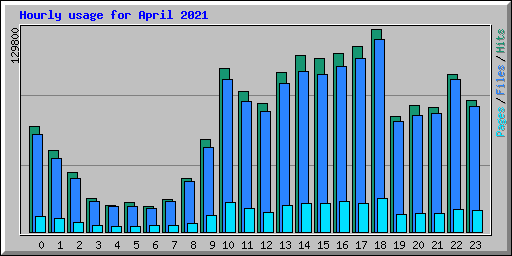 Hourly usage for April 2021
129800
Pages/Files/Hits
0 1 2 3 4 5 6 7 8 9 10 11 12 13 14 15 16 17 18 19 20 21 22 23